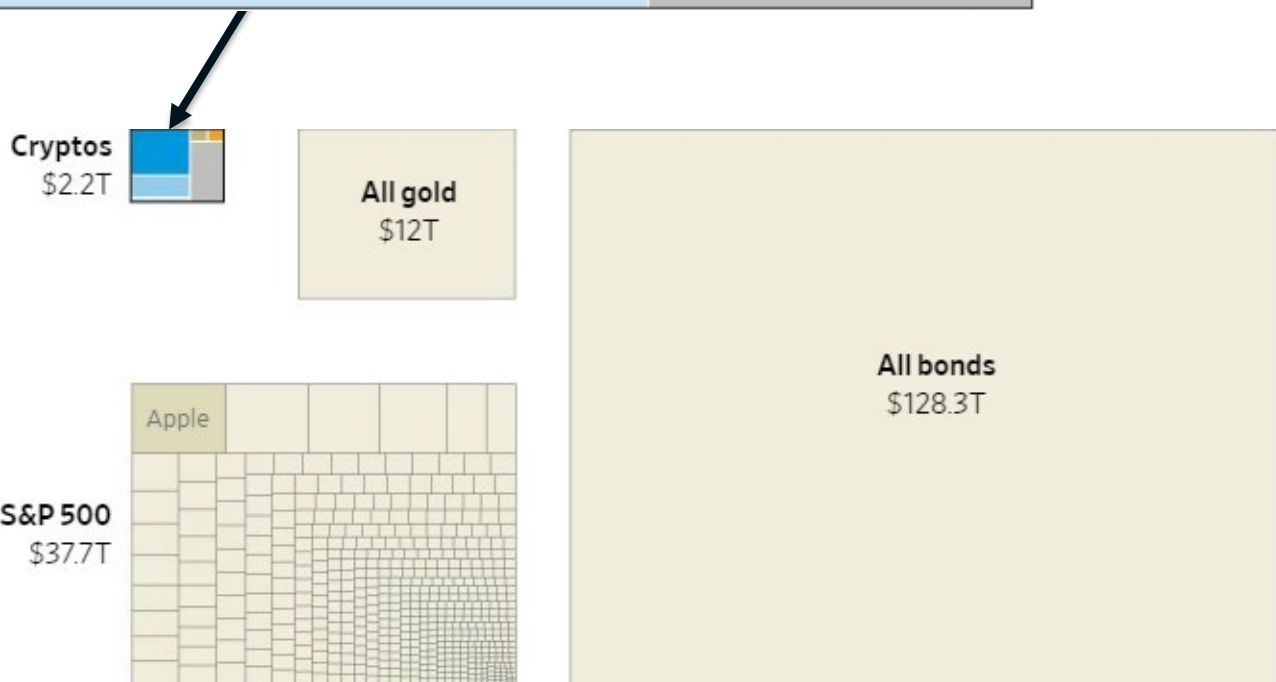 Cryptos
$2.2T
All gold
$12T
All bonds
$128.3T
Apple
S&P 500
$37.7T